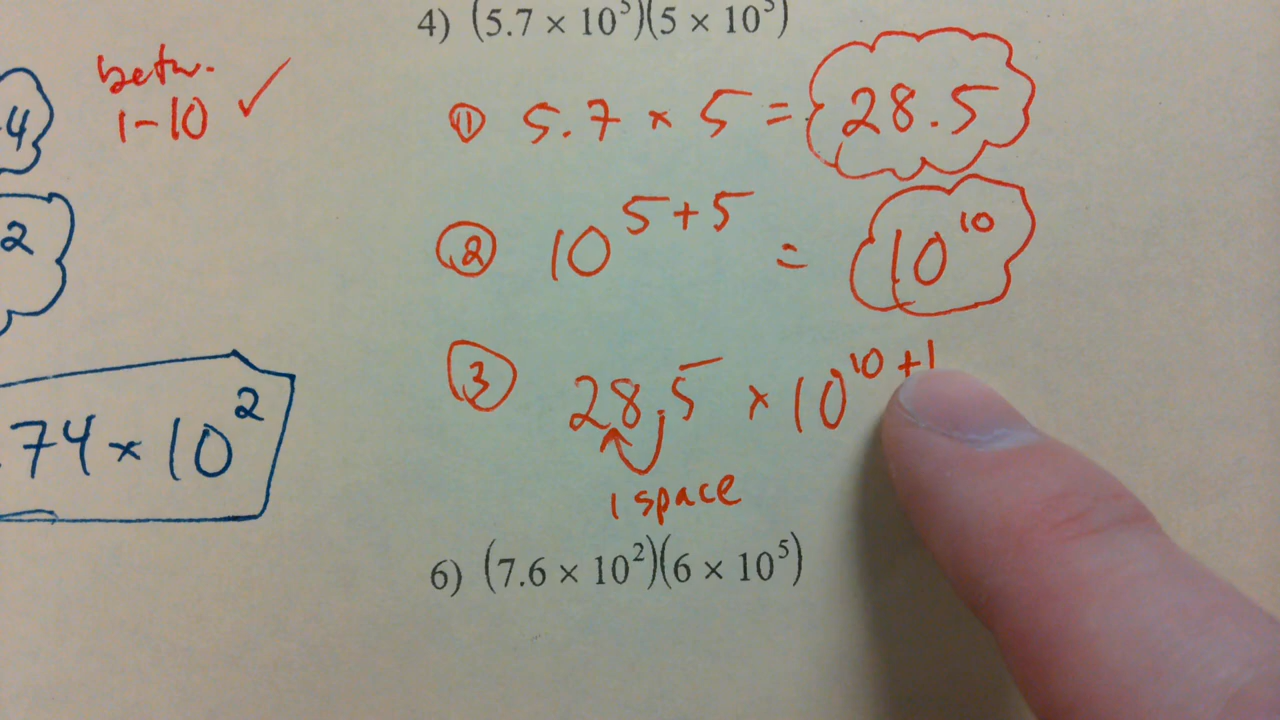 4) (5.7 × 10⁵)(5 × 10⁵)
betw.
1-10 ✓
① 5.7 × 5 = 28.5
4
② 10⁵⁺⁵ = 10¹⁰
2
③ 28.5 × 10¹⁰⁺¹
.74 × 10²
1 space
6) (7.6 × 10²)(6 × 10⁵)